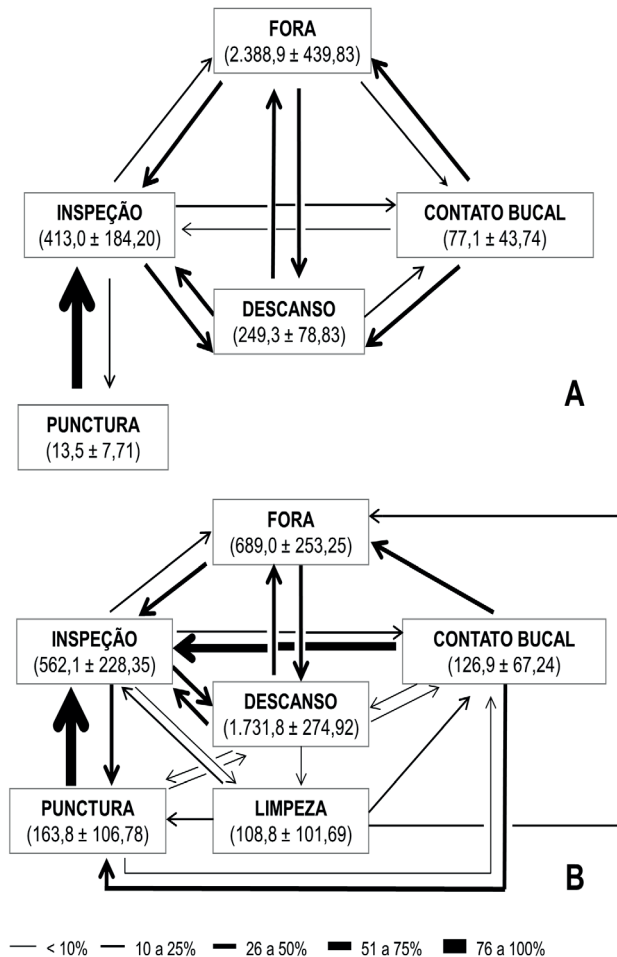 FORA
(2.388,9 ± 439,83)
INSPEÇÃO
(413,0 ± 184,20)
CONTATO BUCAL
(77,1 ± 43,74)
DESCANSO
(249,3 ± 78,83)
A
PUNCTURA
(13,5 ± 7,71)
FORA
(689,0 ± 253,25)
INSPEÇÃO
(562,1 ± 228,35)
CONTATO BUCAL
(126,9 ± 67,24)
DESCANSO
(1.731,8 ± 274,92)
PUNCTURA
(163,8 ± 106,78)
LIMPEZA
(108,8 ± 101,69)
B
< 10% 10 a 25% 26 a 50% 51 a 75% 76 a 100%